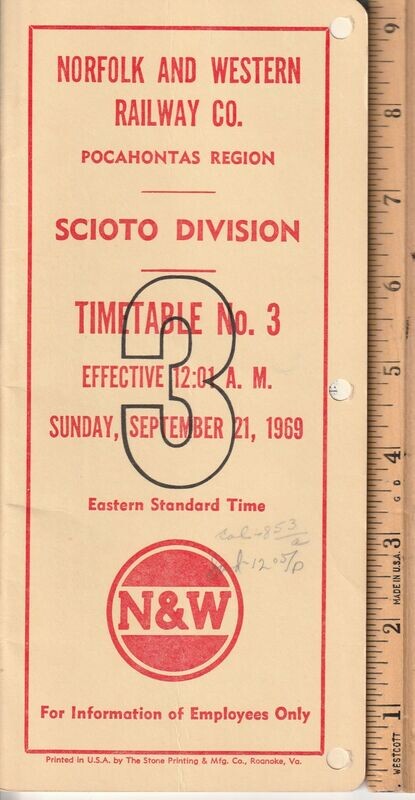 NORFOLK AND WESTERN
RAILWAY CO.
POCAHONTAS REGION
SCIOTO DIVISION
TIMETABLE No. 3
3
EFFECTIVE 12:01 A. M.
SUNDAY, SEPTEMBER 21, 1969
Eastern Standard Time
N&W
For Information of Employees Only
Printed in U.S.A. by The Stone Printing & Mfg. Co., Roanoke, Va.
9
8
7
6
5
4
3
2
1
G D
MADE IN U.S.A.
WESTCOTT